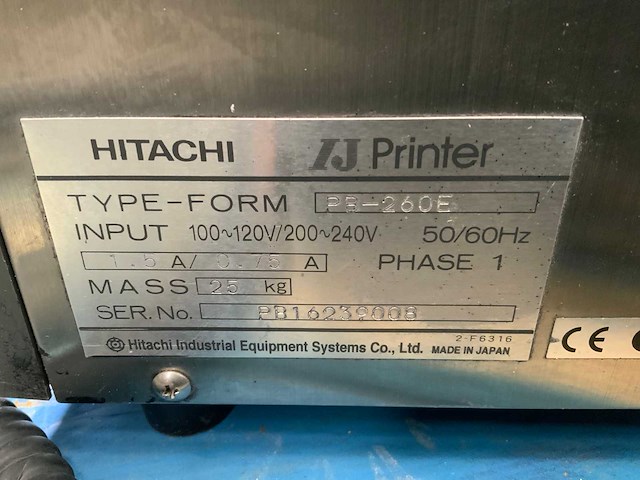 HITACHI IJ Printer
TYPE-FORM PB-260E
INPUT 100~120V/200~240V 50/60Hz
1.5 A/ 0.75 A PHASE 1
MASS 25 kg
SER.No. PB16239008
2-F6316
Hitachi Industrial Equipment Systems Co., Ltd. MADE IN JAPAN
CE